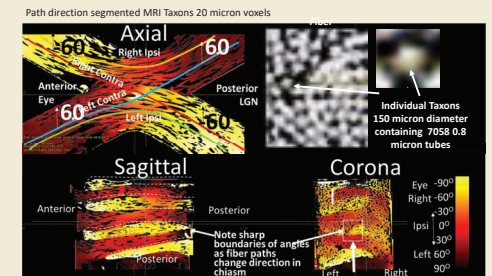 Path direction segmented MRI Taxons 20 micron voxels
Axial
Fiber
-60
60
Right Ipsi
Right Contra
Anterior
Eye
Posterior
LGN
Left Contra
60
Left Ipsi
-60
Individual Taxons
150 micron diameter
containing 7058 0.8
micron tubes
Sagittal
Corona
Anterior
Posterior
Posterior
Note sharp
boundaries of angles
as fiber paths
change direction in
chiasm
Eye -90⁰
Right -60⁰
-30⁰
Ipsi 0⁰
30⁰
Left 60⁰
90⁰
Left
Right